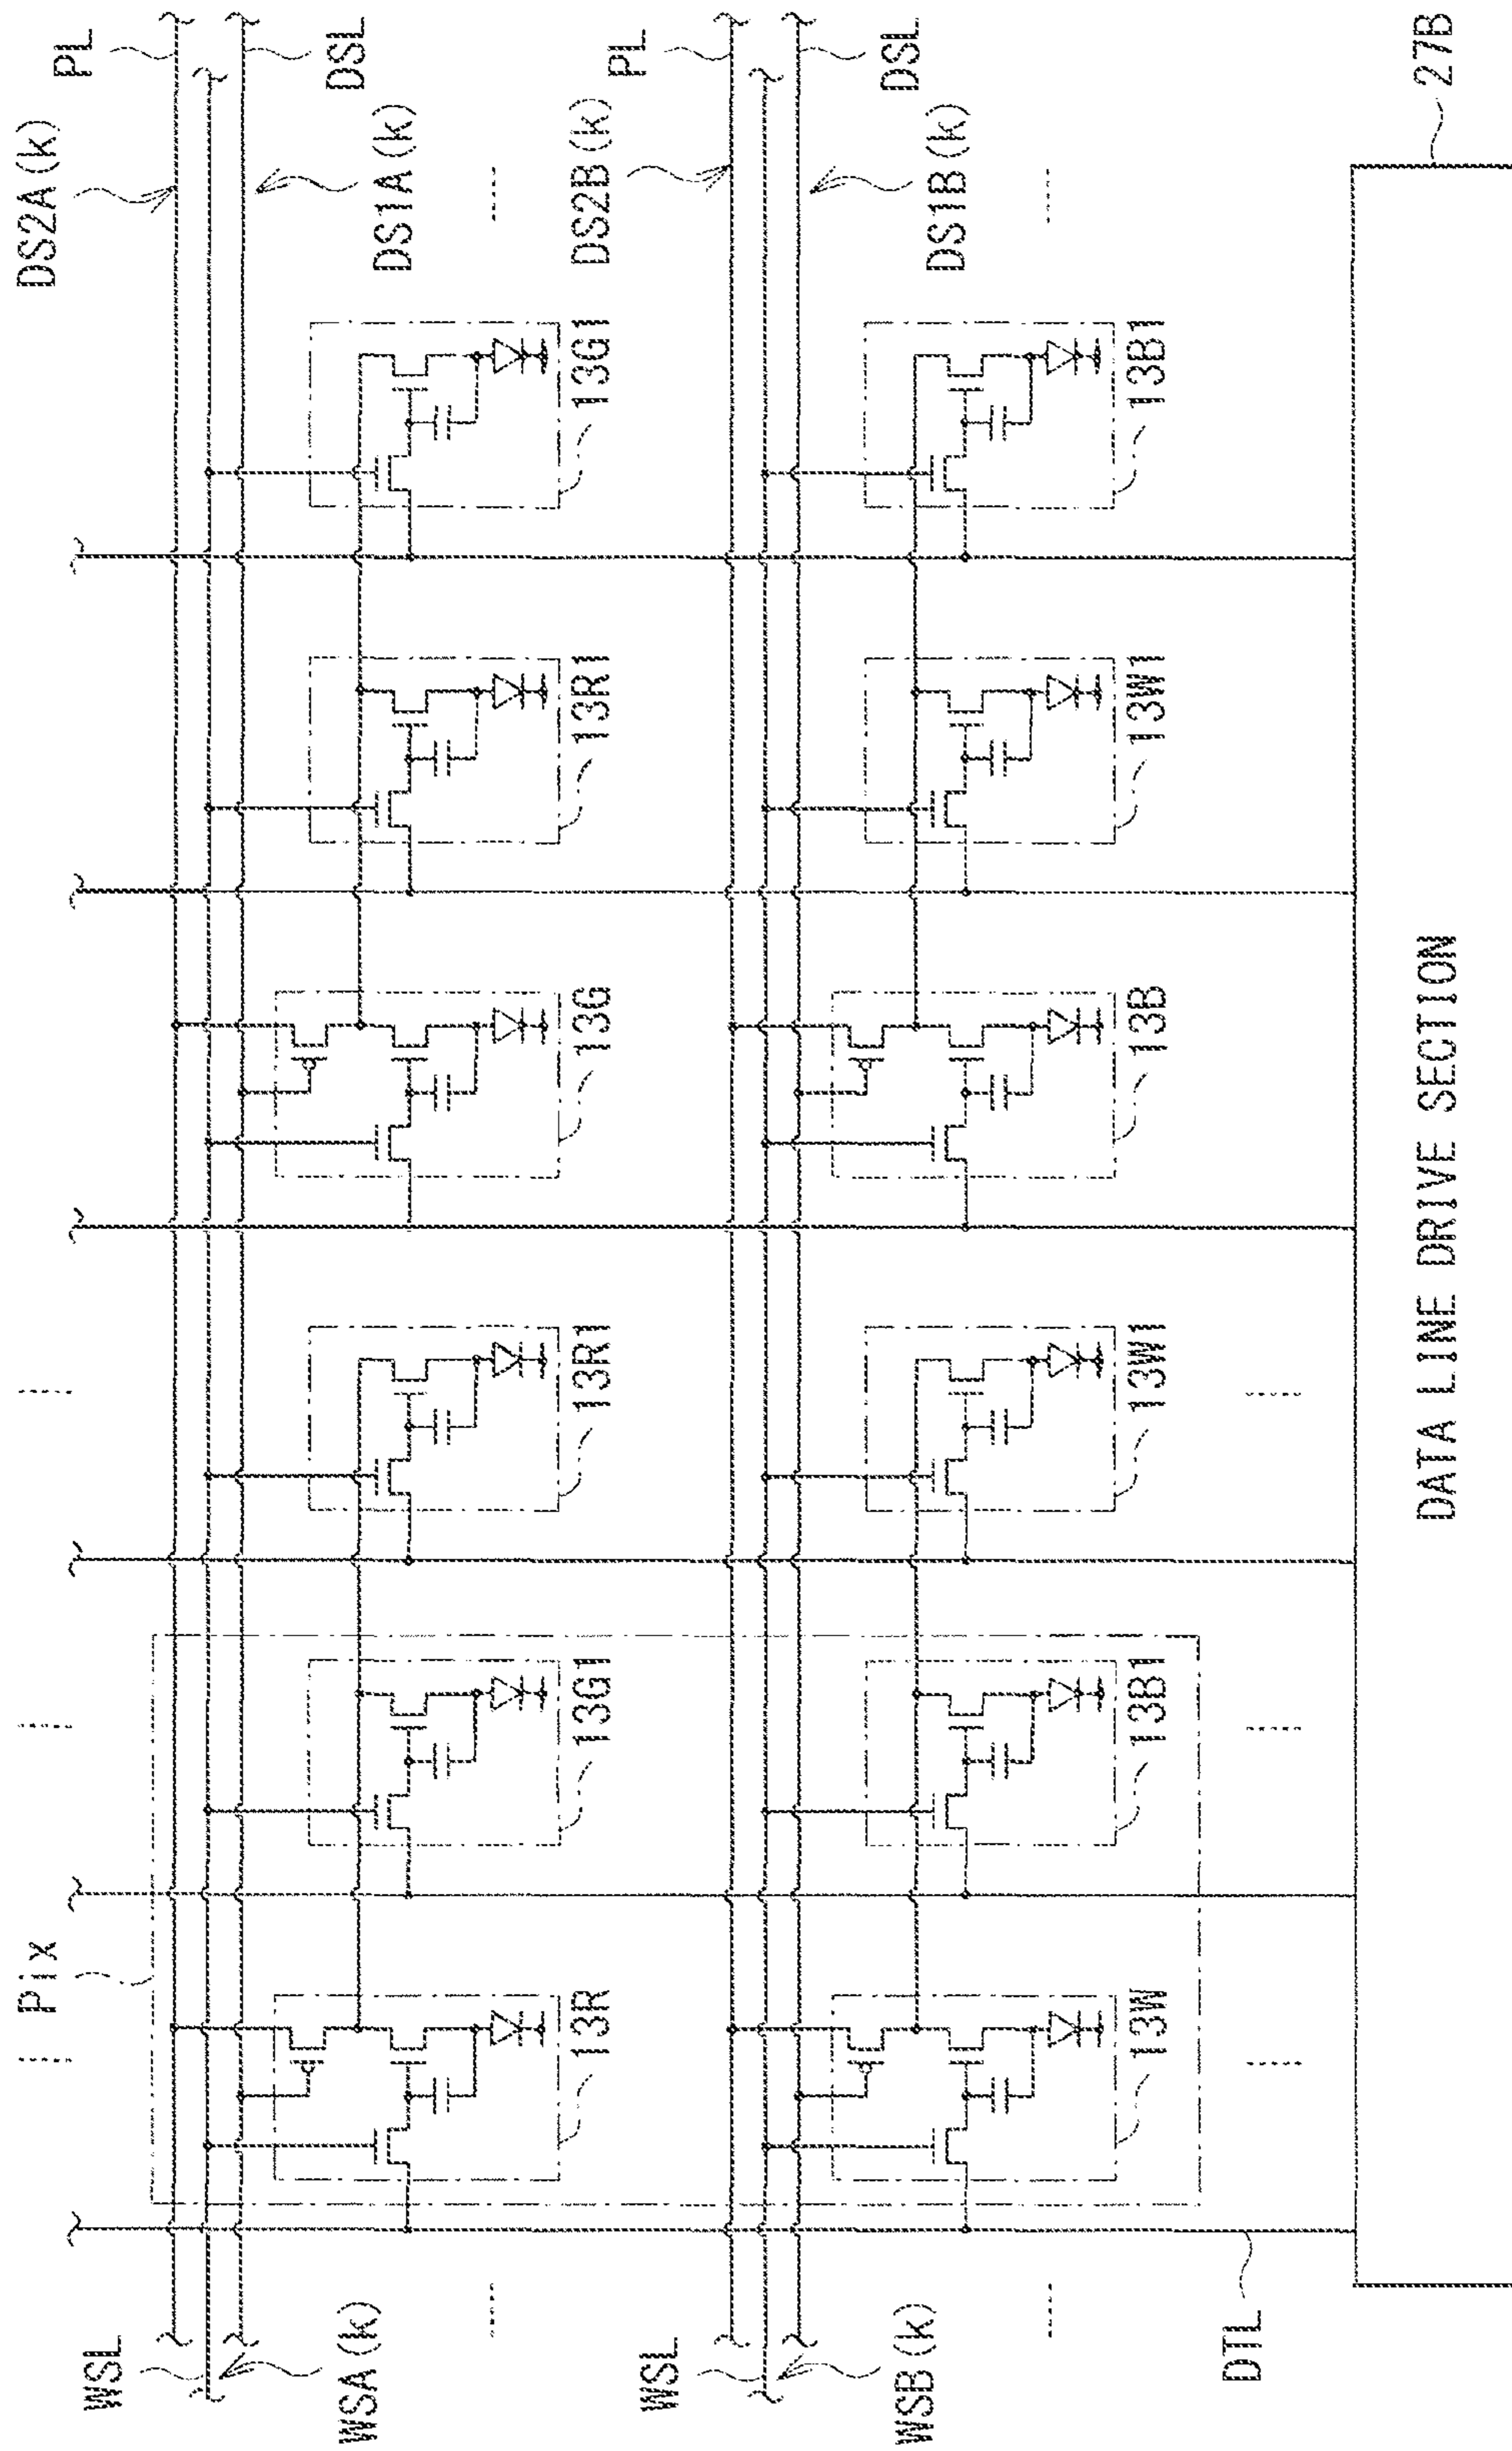 DS2A(k)
PL
DSL
DS1A(k)
Pix
WSL
WSA(k)
13R
13G1
13R1
13G
13R1
13G1
DS2B(k)
PL
DSL
DS1B(k)
WSL
WSB(k)
13W
13B1
13W1
13B
13W1
13B1
DTL
27B
DATA LINE DRIVE SECTION